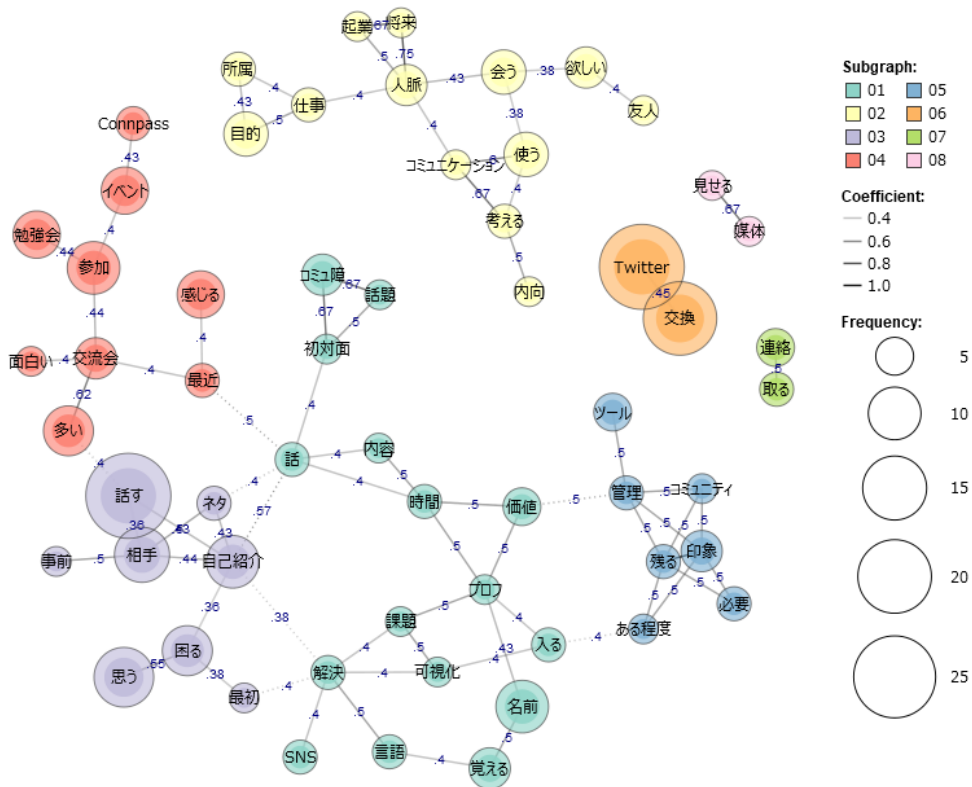 起業
.67
将来
.5
.75
所属
.4
.43
.5
目的
仕事
.4
人脈
.43
会う
.38
欲しい
.4
友人
.38
.4
コミュニケーション
使う
.67
.4
考える
.5
内向
Connpass
.43
イベント
.4
勉強会
.44
参加
.44
感じる
.4
面白い
.4
交流会
.4
最近
.62
多い
.5
.4
コミュ障
.67
話題
.67
.5
初対面
.4
見せる
.67
媒体
Twitter
.45
交換
連絡
.5
取る
話
.4
内容
.5
.4
時間
.5
価値
.5
.4
.57
ネタ
話す
.36
.43
相手
.44
自己紹介
事前
.5
.36
.38
.5
.5
プロフ
.5
.4
.43
課題
.5
入る
.4
.4
可視化
.4
.4
解決
.4
困る
.55
思う
.38
最初
.4
.4
SNS
.5
言語
.4
覚える
.5
名前
ツール
.5
管理
.5
コミュニティ
.5
.5
.5
.5
残る
印象
.5
.5
.5
.5
必要
ある程度
Subgraph:
01
05
02
06
03
07
04
08
Coefficient:
0.4
0.6
0.8
1.0
Frequency:
5
10
15
20
25